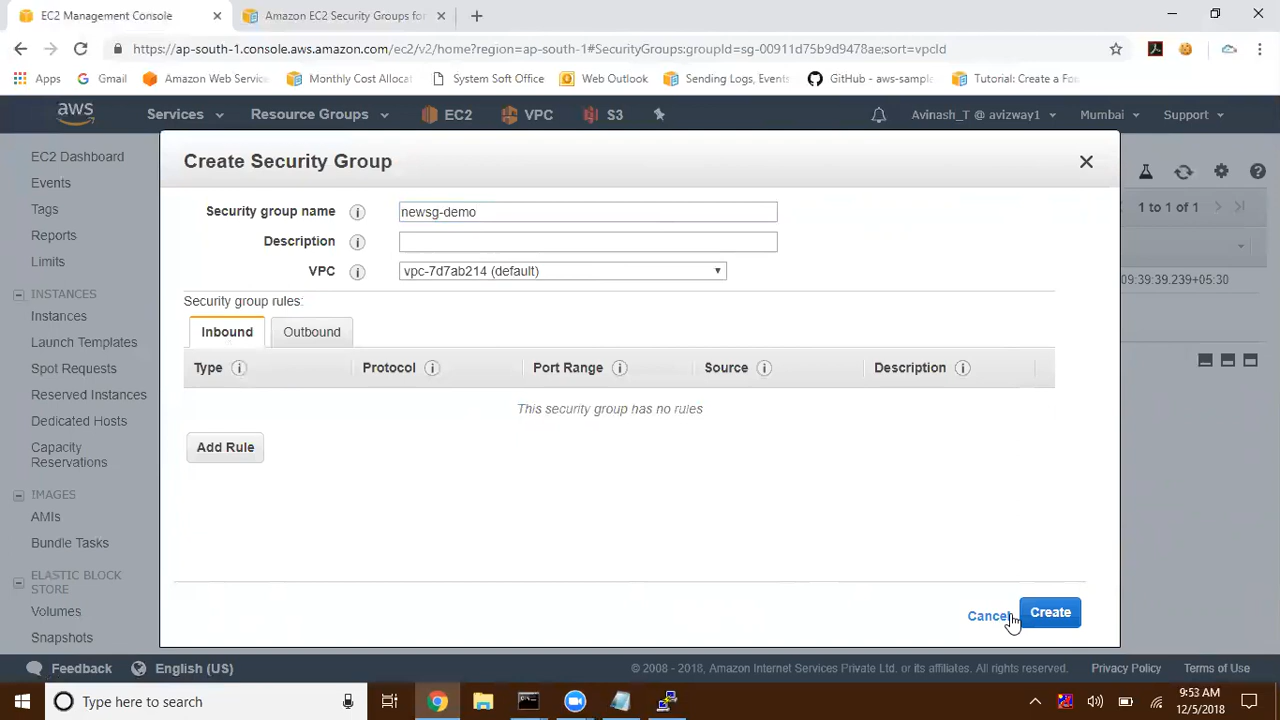 EC2 Management Console
Amazon EC2 Security Groups for
https://ap-south-1.console.aws.amazon.com/ec2/v2/home?region=ap-south-1#SecurityGroups:groupId=sg-00911d75b9d9478ae;sort=vpcId
Apps Gmail Amazon Web Servic Monthly Cost Allocat System Soft Office Web Outlook Sending Logs, Events GitHub - aws-sampl Tutorial: Create a For
aws Services Resource Groups EC2 VPC S3 Avinash_T @ avizway1 Mumbai Support
EC2 Dashboard
Events
Tags
Reports
Limits
INSTANCES
Instances
Launch Templates
Spot Requests
Reserved Instances
Dedicated Hosts
Capacity
Reservations
IMAGES
AMIs
Bundle Tasks
ELASTIC BLOCK
STORE
Volumes
Snapshots
Create Security Group
Security group name newsg-demo
Description
VPC vpc-7d7ab214 (default)
Security group rules:
Inbound Outbound
Type Protocol Port Range Source Description
This security group has no rules
Add Rule
Cancel Create
1 to 1 of 1
09:39:39.239+05:30
Feedback English (US) © 2008 - 2018, Amazon Internet Services Private Ltd. or its affiliates. All rights reserved. Privacy Policy Terms of Use
Type here to search
9:53 AM
12/5/2018